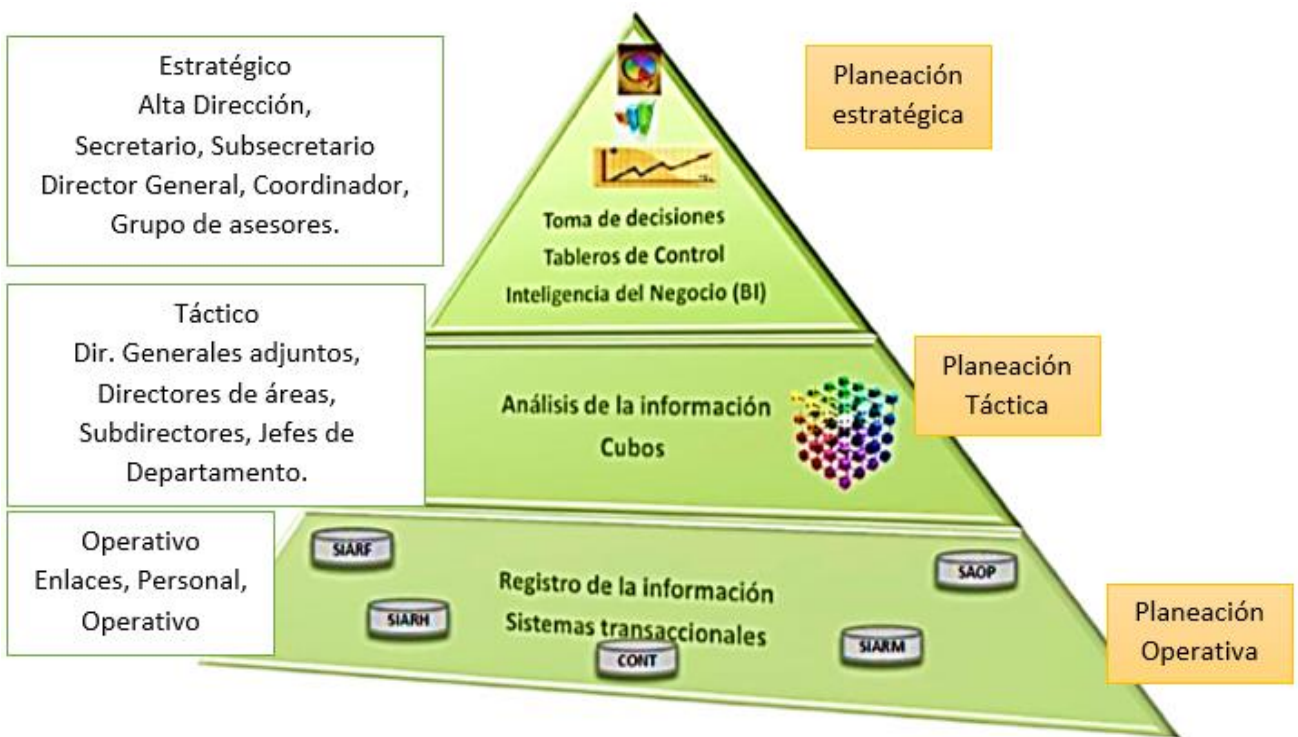 Estratégico
Alta Dirección,
Secretario, Subsecretario
Director General, Coordinador,
Grupo de asesores.
Planeación
estratégica
Toma de decisiones
Tableros de Control
Inteligencia del Negocio (BI)
Táctico
Dir. Generales adjuntos,
Directores de áreas,
Subdirectores, Jefes de
Departamento.
Análisis de la información
Cubos
Planeación
Táctica
Operativo
Enlaces, Personal,
Operativo
SIARF
SIARH
Registro de la información
Sistemas transaccionales
CONT
SAOP
SIARM
Planeación
Operativa